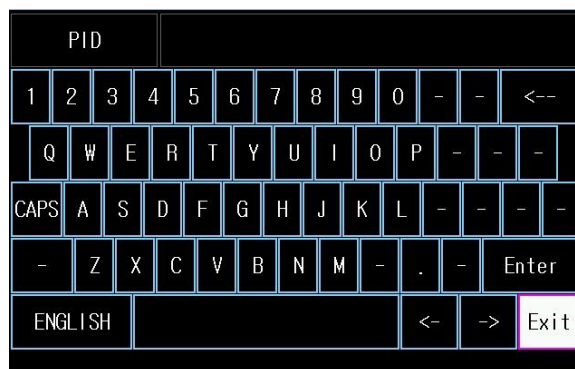 PID
1 2 3 4 5 6 7 8 9 0 - - <--
Q W E R T Y U I O P - - -
CAPS A S D F G H J K L - - - -
- Z X C V B N M - . - Enter
ENGLISH <- -> Exit